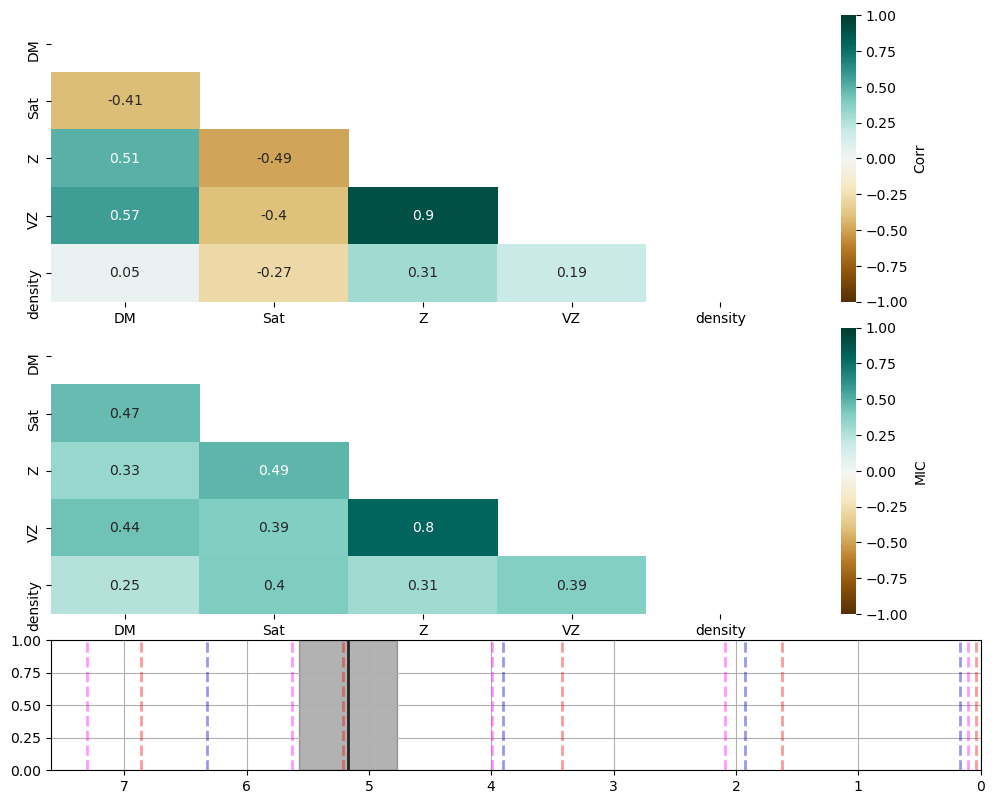 DM
Sat
Z
VZ
density
-0.41
0.51 -0.49
0.57 -0.4 0.9
0.05 -0.27 0.31 0.19
DM Sat Z VZ density
1.00
0.75
0.50
0.25
0.00
−0.25
−0.50
−0.75
−1.00
Corr
DM
Sat
Z
VZ
density
0.47
0.33 0.49
0.44 0.39 0.8
0.25 0.4 0.31 0.39
DM Sat Z VZ density
1.00
0.75
0.50
0.25
0.00
−0.25
−0.50
−0.75
−1.00
MIC
1.00
0.75
0.50
0.25
0.00
7 6 5 4 3 2 1 0